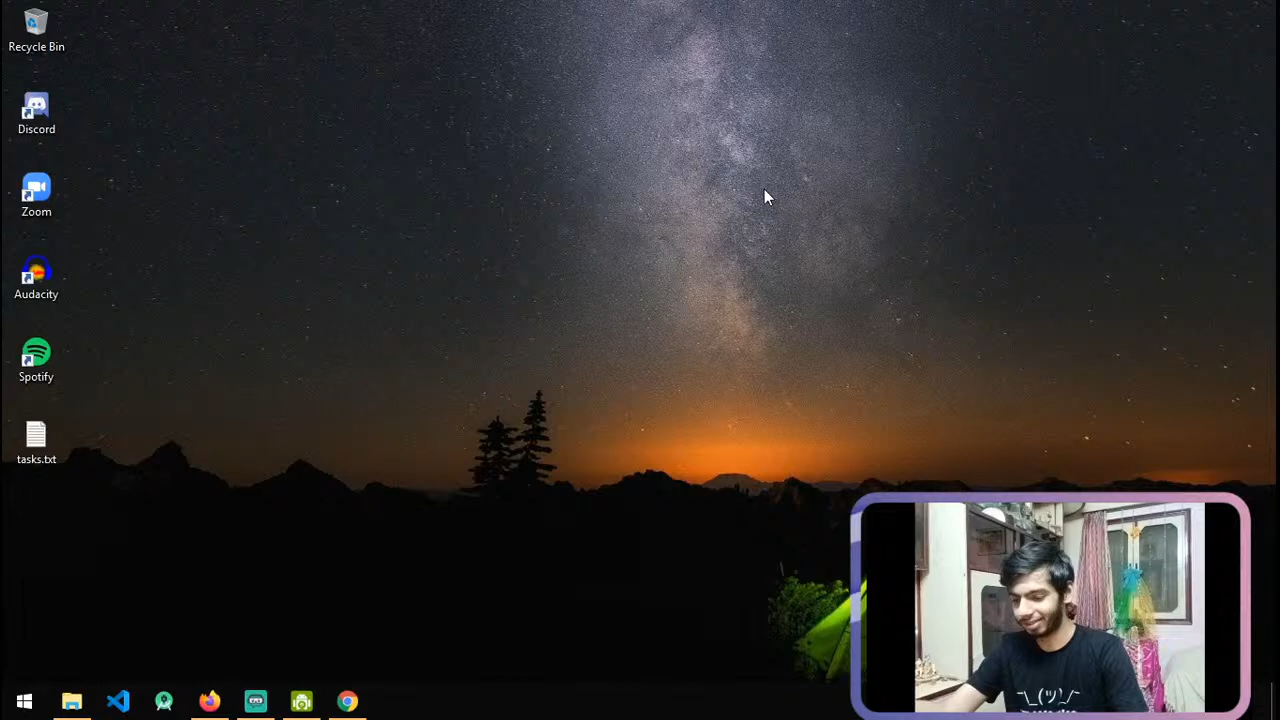 Recycle Bin
Discord
Zoom
Audacity
Spotify
tasks.txt
¯\_(ツ)_/¯